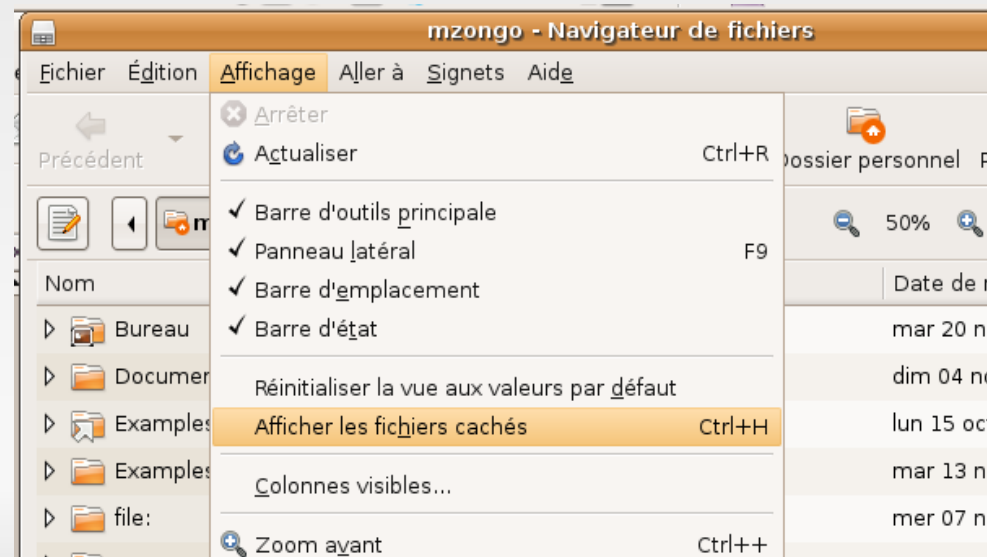 mzongo - Navigateur de fichiers
Fichier Édition Affichage Aller à Signets Aide
Arrêter
Précédent
Actualiser Ctrl+R
Dossier personnel
Barre d'outils principale
50%
Panneau latéral F9
Nom
Barre d'emplacement
Date de
Bureau
Barre d'état
mar 20 n
Réinitialiser la vue aux valeurs par défaut
dim 04
Examples
Afficher les fichiers cachés Ctrl+H
lun 15
Examples
mar 13 n
Colonnes visibles...
file:
mer 07 n
Zoom avant Ctrl++